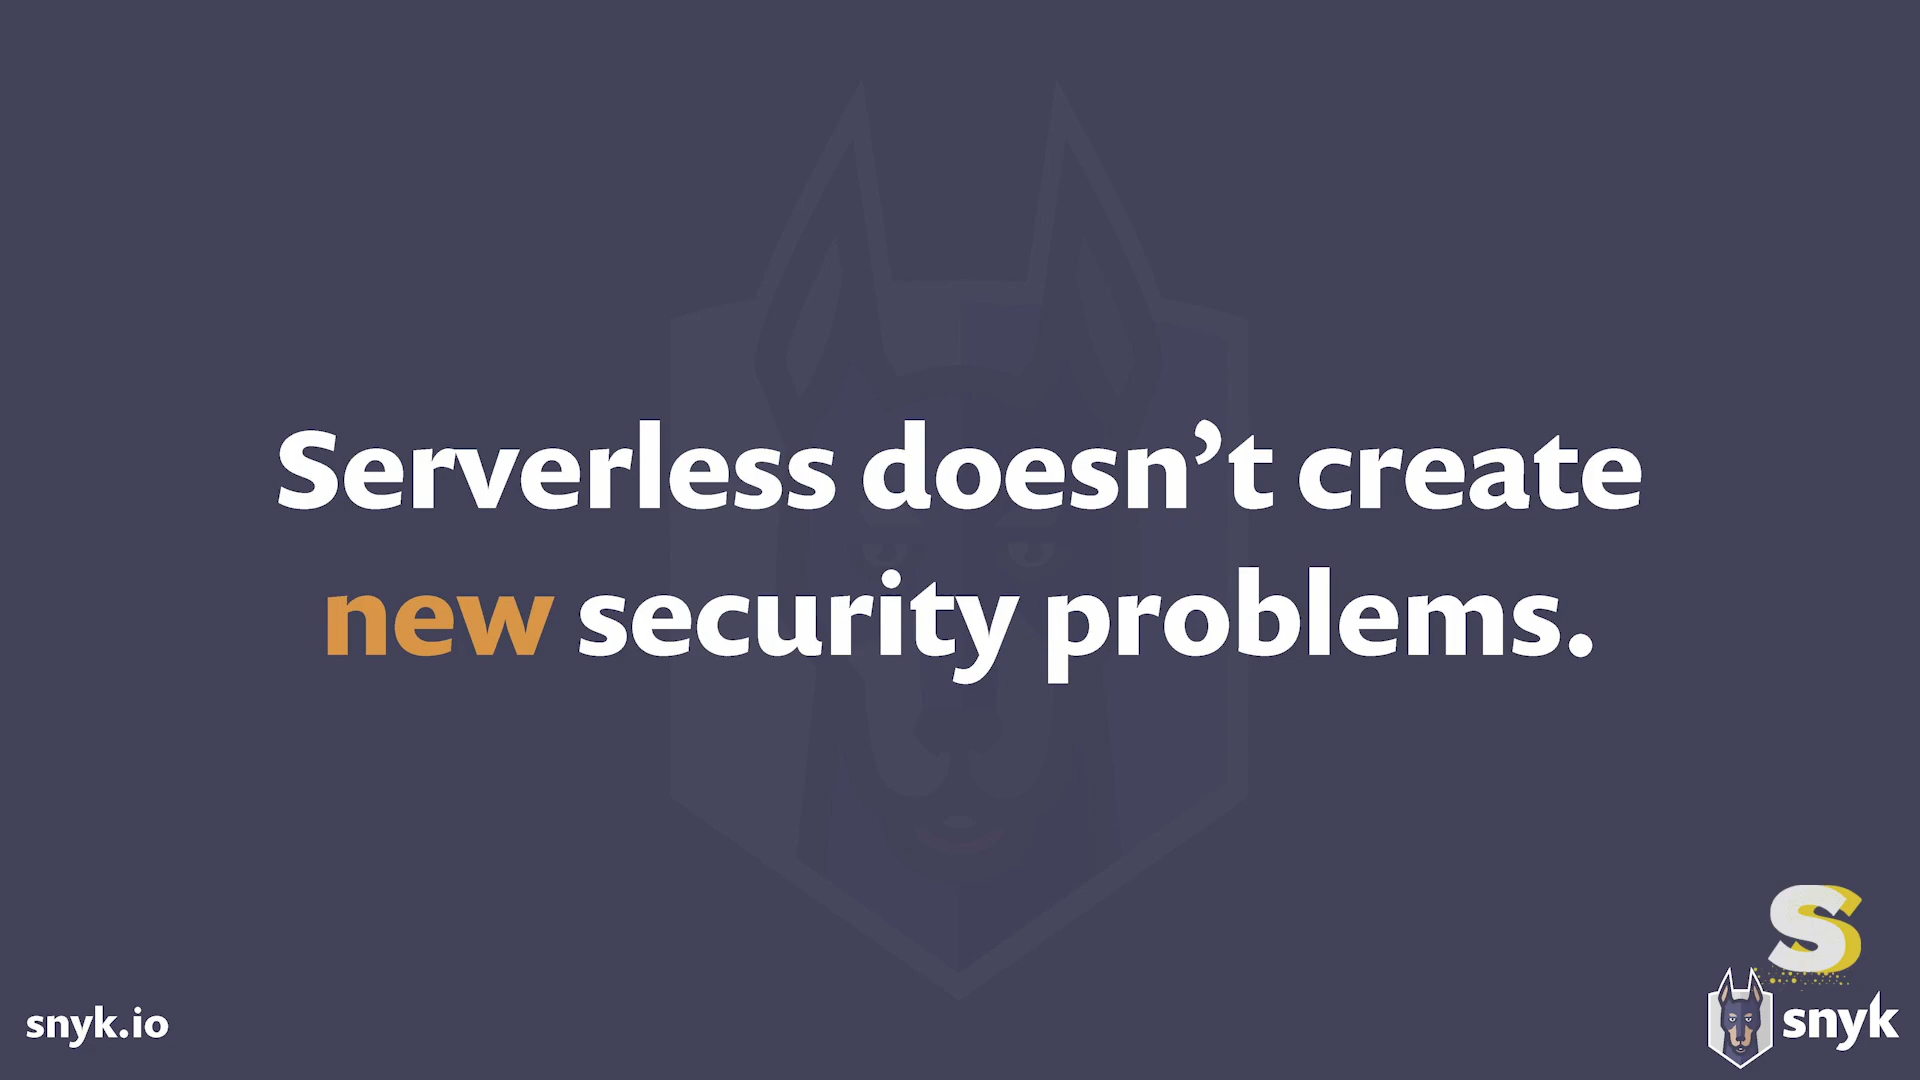 Serverless doesn’t create
new security problems.
S
snyk.io
snyk